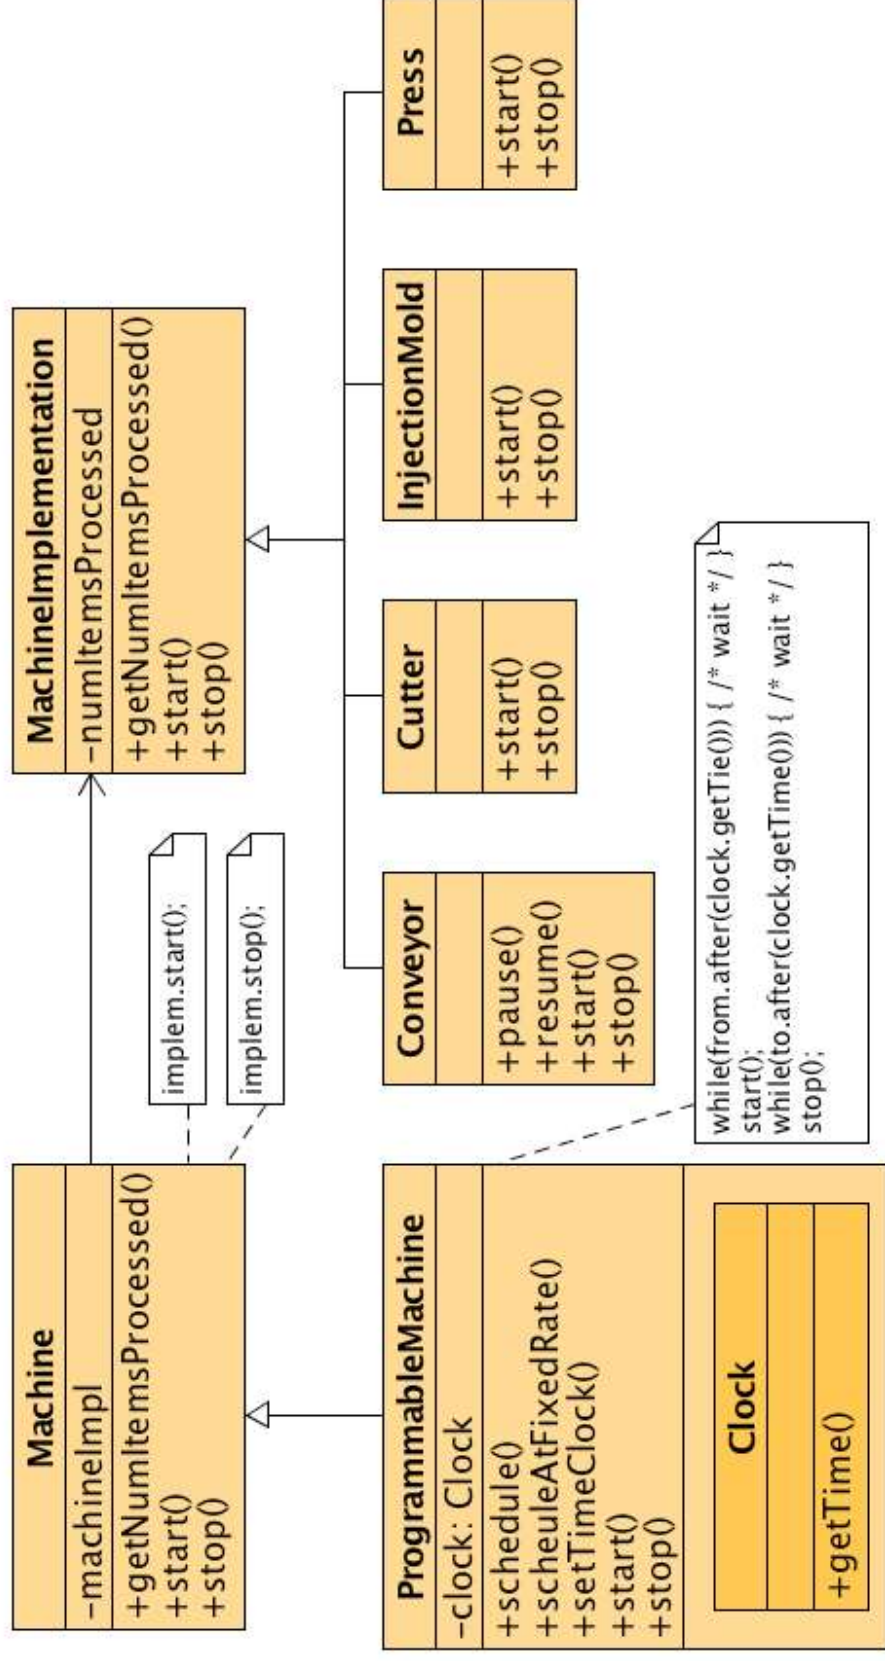 Machine
-machineImpl
+getNumItemsProcessed()
+start()
+stop()
implem.start();
implem.stop();
MachineImplementation
-numItemsProcessed
+getNumItemsProcessed()
+start()
+stop()
ProgrammableMachine
-clock: Clock
+schedule()
+scheuleAtFixedRate()
+setTimeClock()
+start()
+stop()
Clock
+getTime()
while(from.after(clock.getTie())) { /* wait */ }
start();
while(to.after(clock.getTime())) { /* wait */ }
stop();
Conveyor
+pause()
+resume()
+start()
+stop()
Cutter
+start()
+stop()
InjectionMold
+start()
+stop()
Press
+start()
+stop()